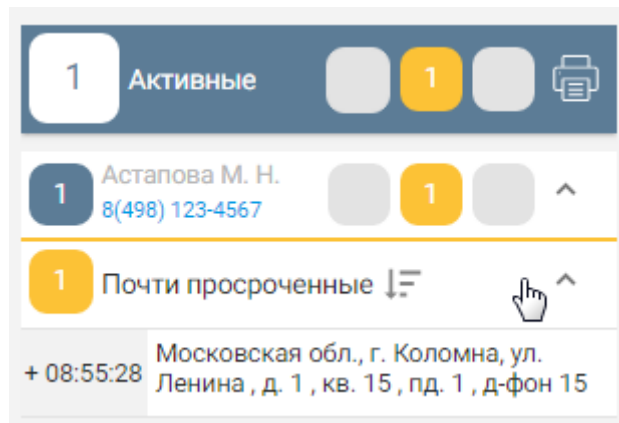 1 Активные 1
1 Астапова М. Н. 1
8(498) 123-4567
1 Почти просроченные
+ 08:55:28 Московская обл., г. Коломна, ул.
Ленина , д. 1 , кв. 15 , пд. 1 , д-фон 15